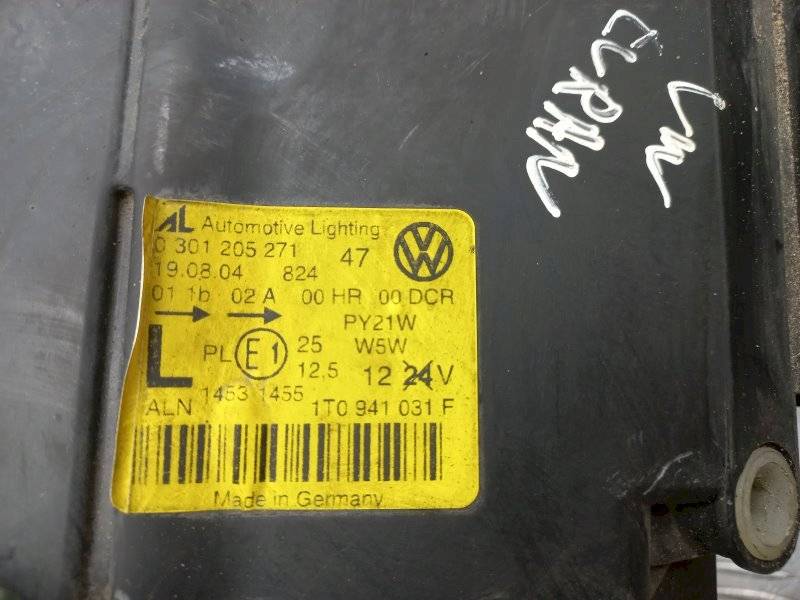 AL Automotive Lighting
0 301 205 271 47
19.08.04 824
01 1b 02 A 00 HR 00 DCR
PY21W
L PL E1 25 W5W
12,5 12 24 V
1453 1455
ALN 1T0 941 031 F
Made in Germany
VW